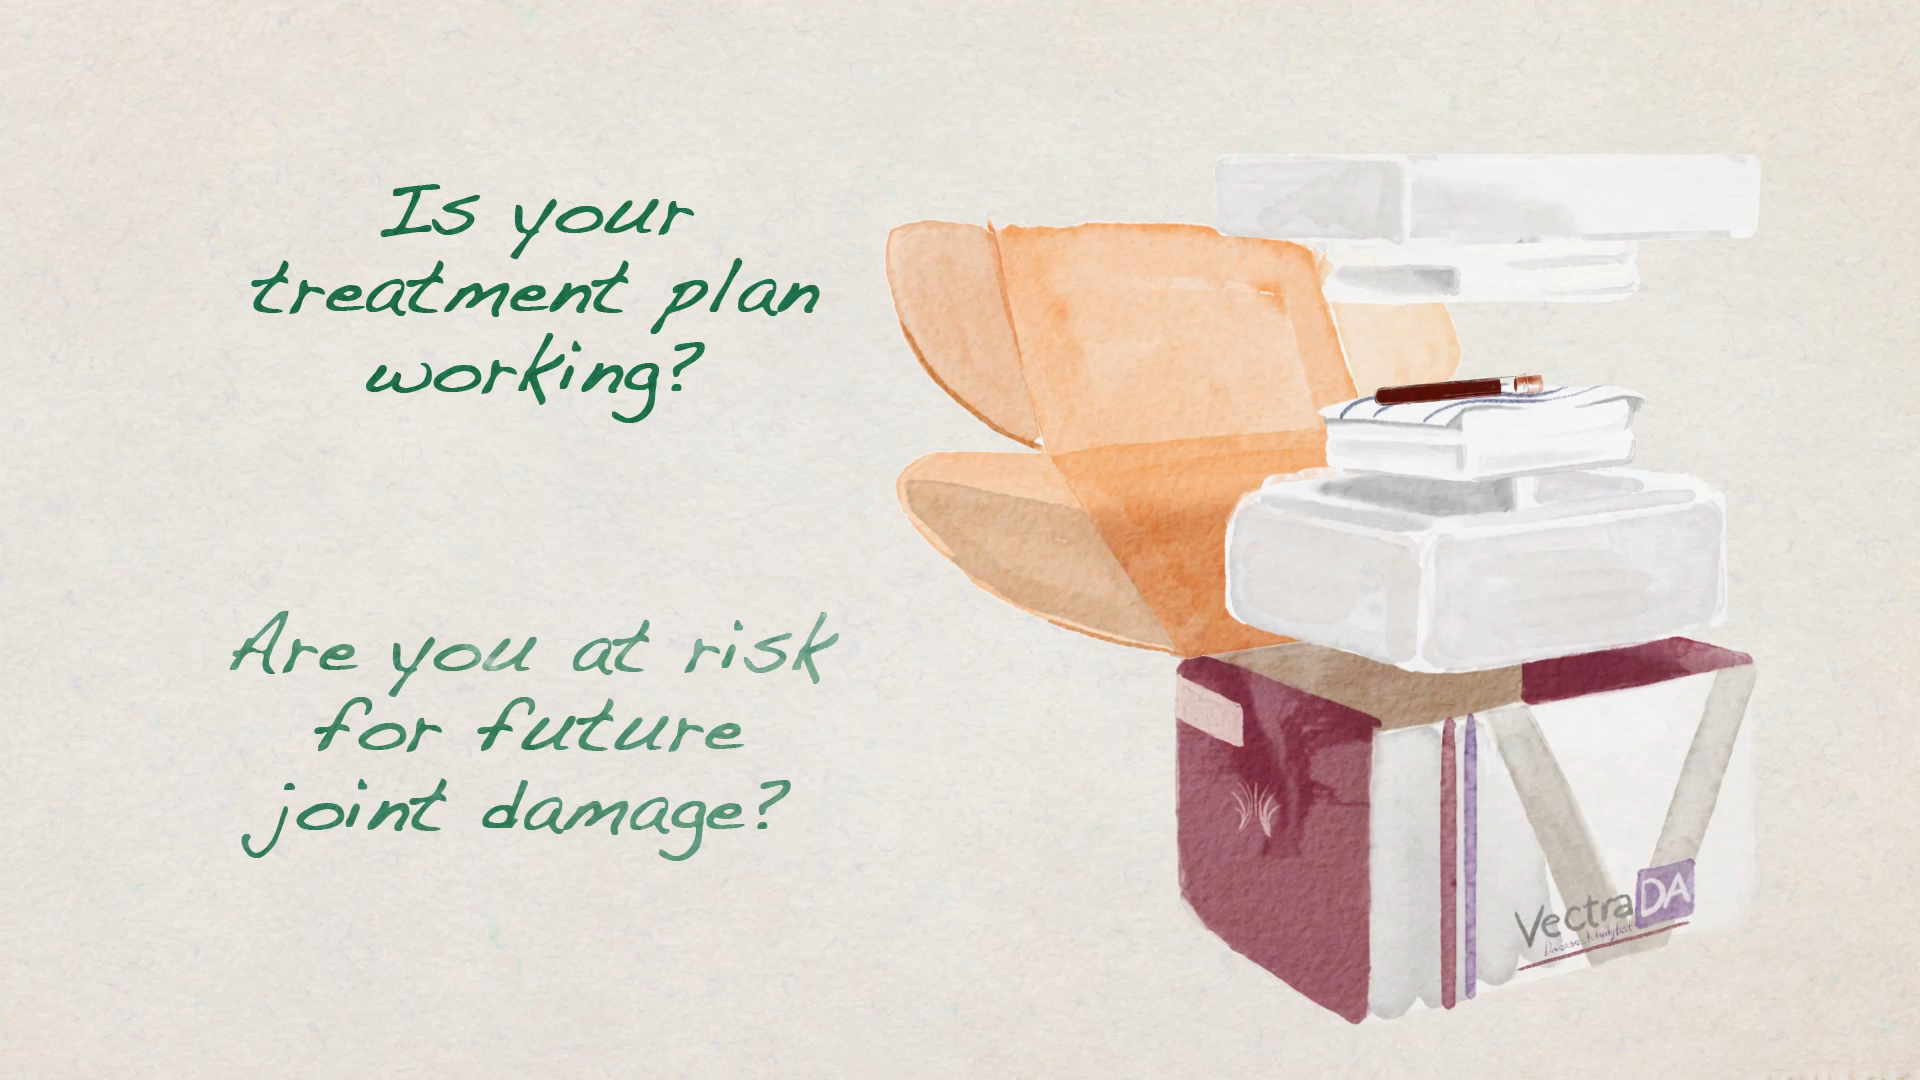 Is your
treatment plan
working?
Are you at risk
for future
joint damage?
VectraDA